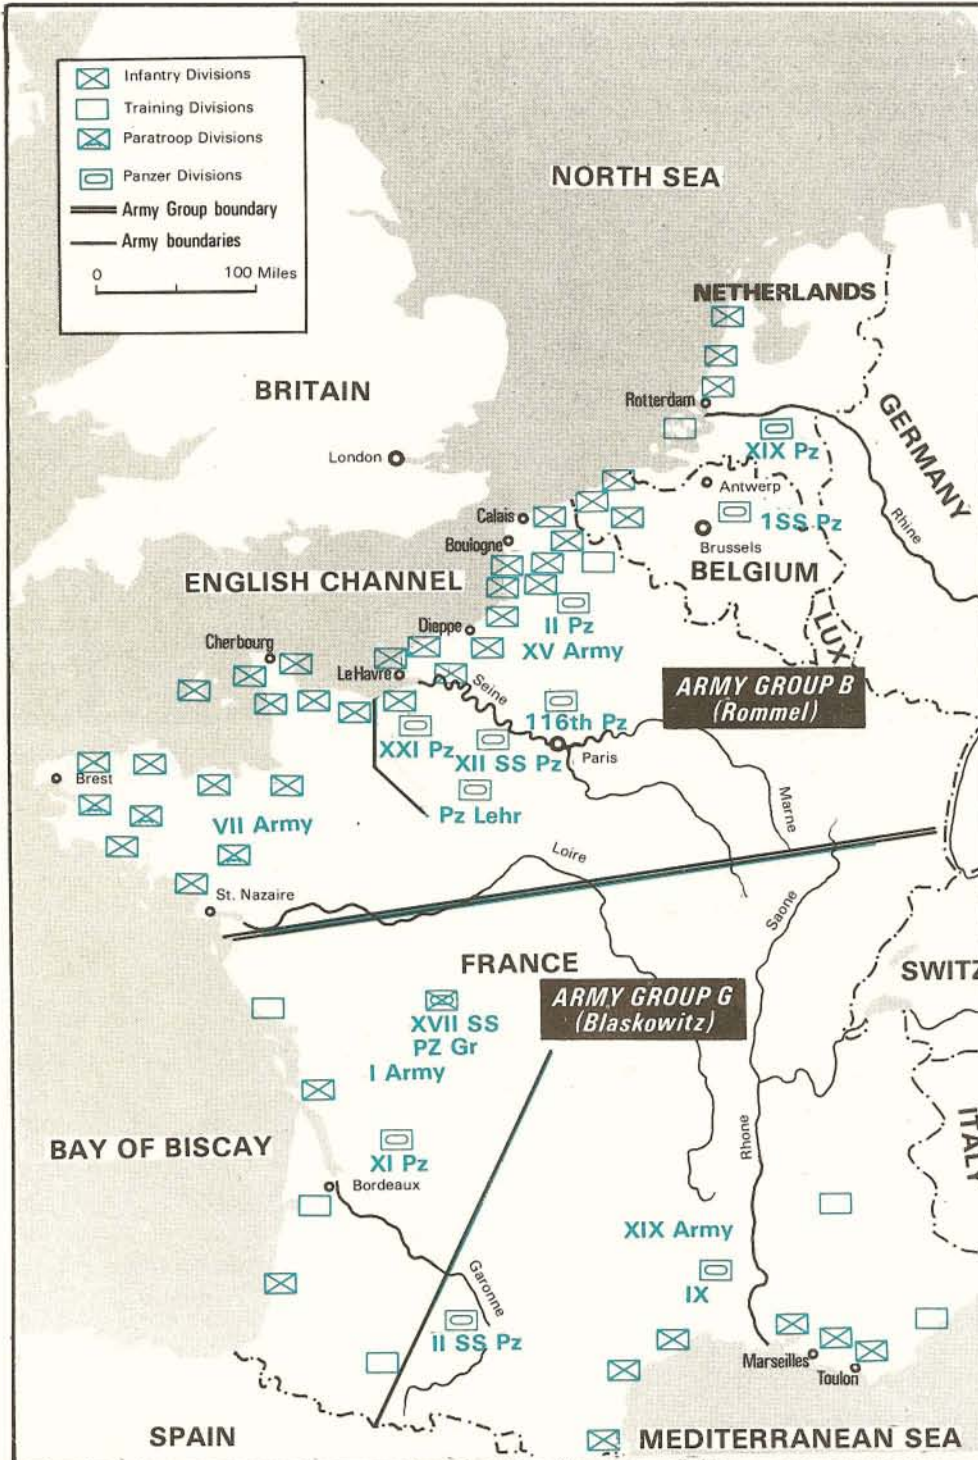 Infantry Divisions
Training Divisions
Paratroop Divisions
Panzer Divisions
Army Group boundary
Army boundaries
0 100 Miles
NORTH SEA
NETHERLANDS
BRITAIN
Rotterdam
GERMANY
London
XIX Pz
Antwerp
Calais
1SS Pz
Rhine
Boulogne
Brussels
ENGLISH CHANNEL
BELGIUM
Dieppe
II Pz
LUX
Cherbourg
XV Army
Le Havre
Seine
ARMY GROUP B
(Rommel)
116th Pz
XXI Pz
XII SS Pz
Paris
Brest
Pz Lehr
Marne
VII Army
Loire
St. Nazaire
Saone
FRANCE
SWITZ
ARMY GROUP G
(Blaskowitz)
XVII SS
PZ Gr
I Army
BAY OF BISCAY
XI Pz
Rhone
ITALY
Bordeaux
XIX Army
Garonne
IX
II SS Pz
Marseilles
Toulon
SPAIN
MEDITERRANEAN SEA